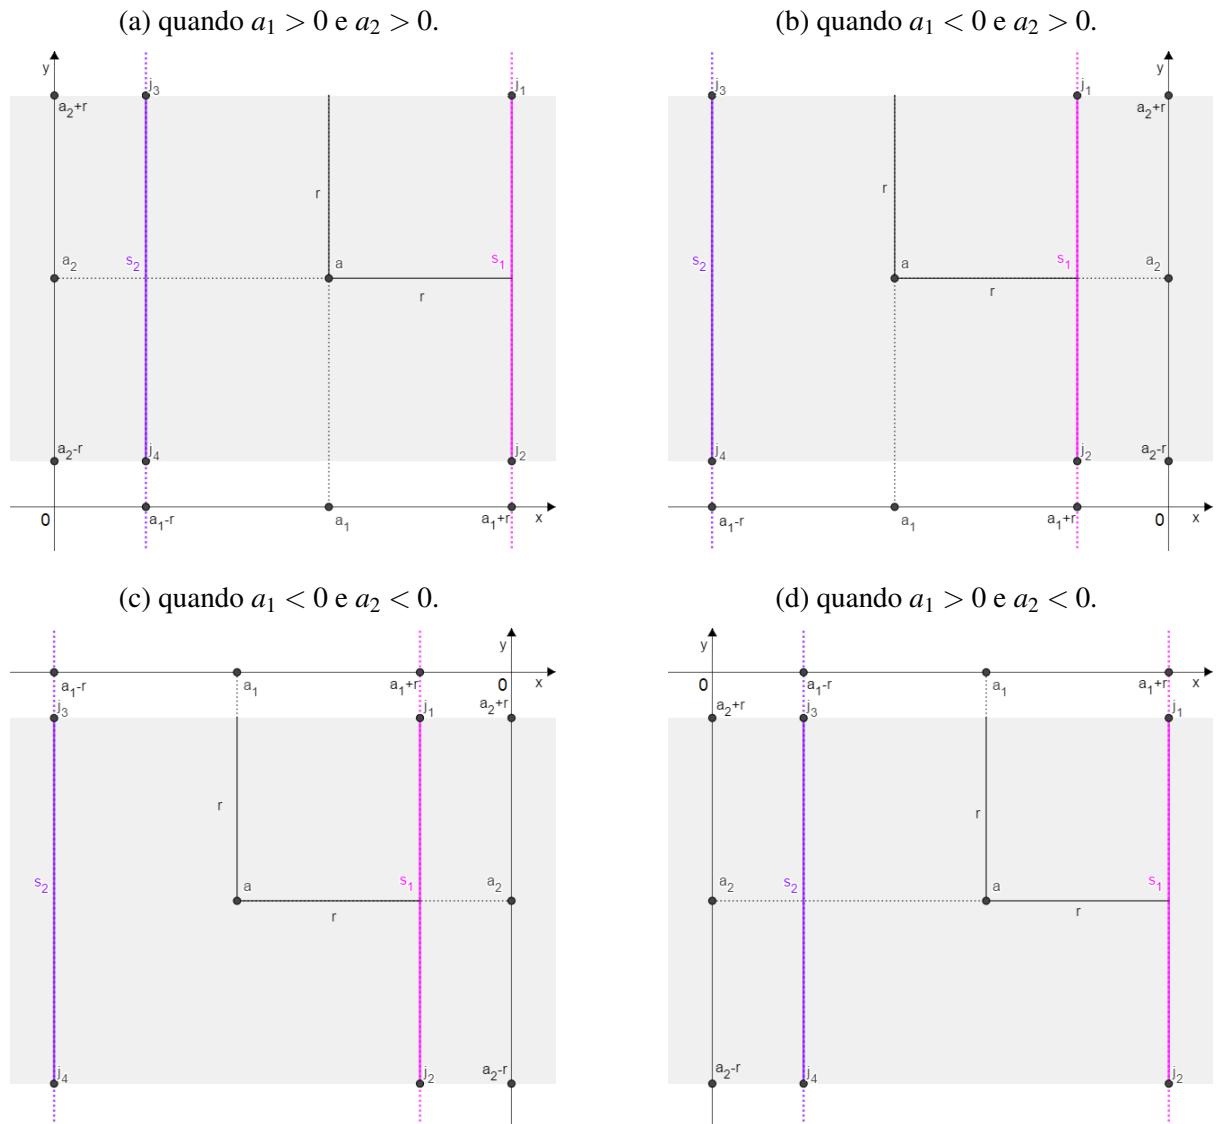 (a) quando a₁ > 0 e a₂ > 0.
y
j₃
j₁
a₂+r
r
a₂
s₂
a
s₁
r
a₂-r
j₄
j₂
0
a₁-r
a₁
a₁+r
x
(b) quando a₁ < 0 e a₂ > 0.
y
j₃
j₁
a₂+r
r
s₂
a
s₁
a₂
r
j₄
j₂
a₂-r
a₁-r
a₁
a₁+r
0
x
(c) quando a₁ < 0 e a₂ < 0.
y
a₁-r
a₁
a₁+r
0
x
j₃
j₁
a₂+r
r
s₂
a
s₁
a₂
r
j₄
j₂
a₂-r
(d) quando a₁ > 0 e a₂ < 0.
y
0
a₁-r
a₁
a₁+r
x
a₂+r
j₃
j₁
r
a₂
s₂
a
s₁
r
a₂-r
j₄
j₂